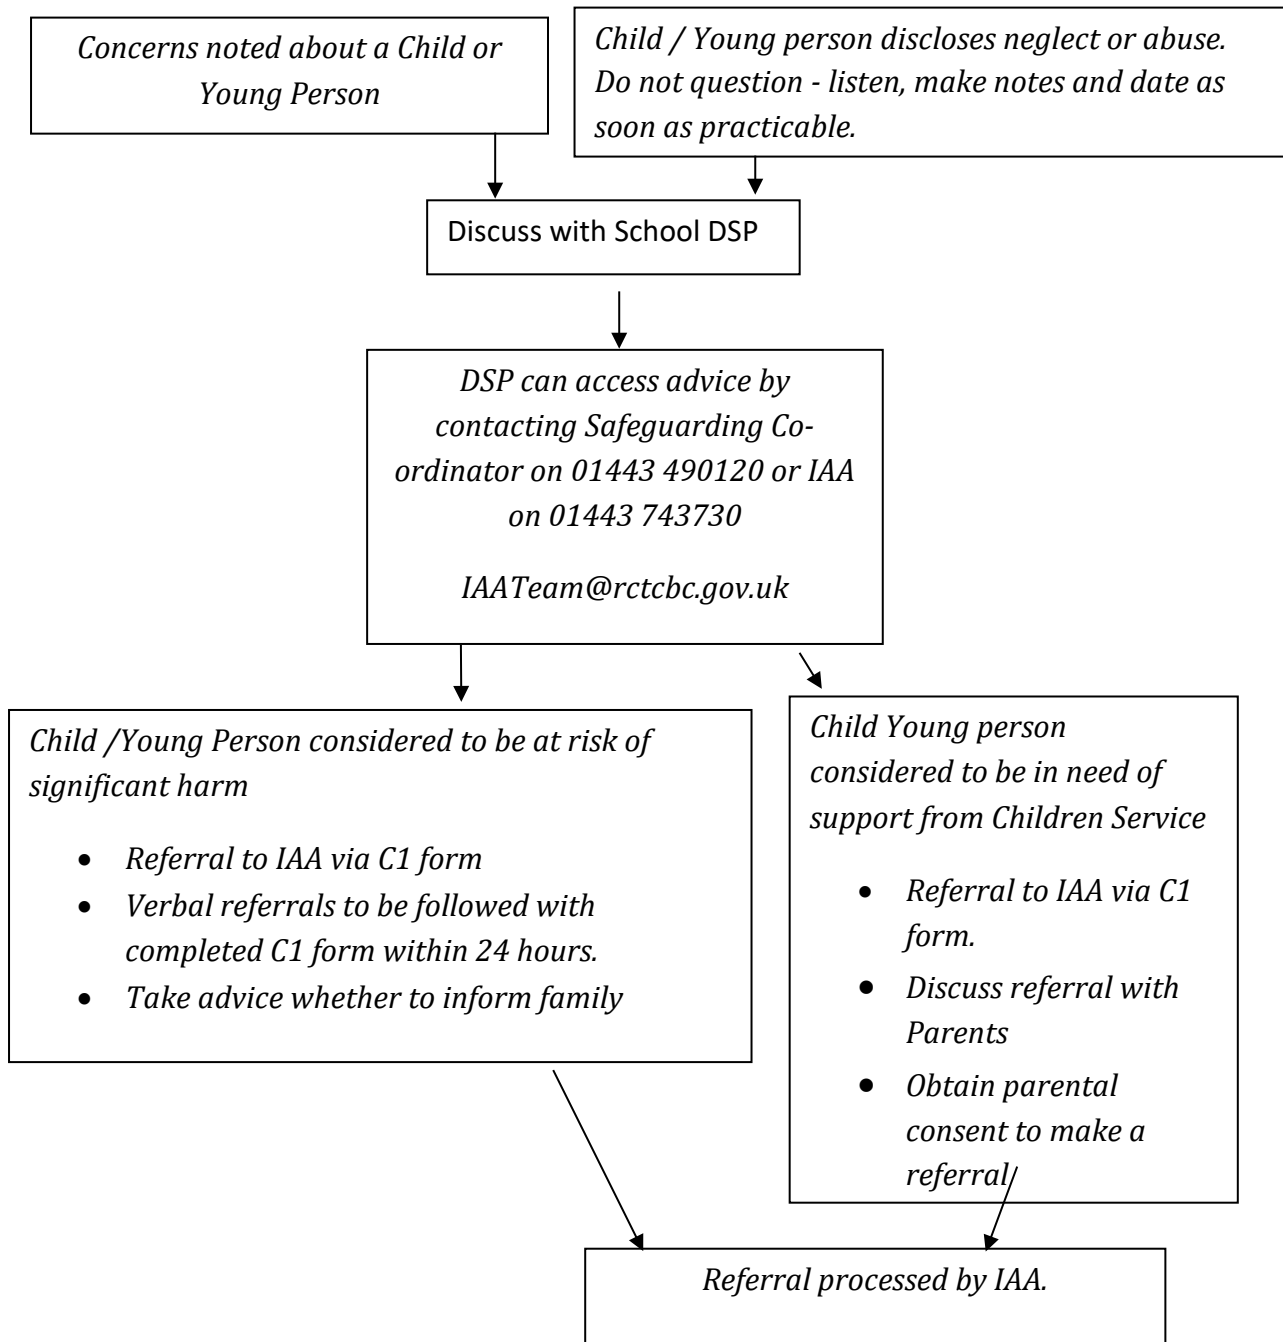 Concerns noted about a Child or
Young Person
Child / Young person discloses neglect or abuse.
Do not question - listen, make notes and date as
soon as practicable.
Discuss with School DSP
DSP can access advice by
contacting Safeguarding Co-
ordinator on 01443 490120 or IAA
on 01443 743730
IAATeam@rctcbc.gov.uk
Child /Young Person considered to be at risk of
significant harm
• Referral to IAA via C1 form
• Verbal referrals to be followed with
completed C1 form within 24 hours.
• Take advice whether to inform family
Child Young person
considered to be in need of
support from Children Service
• Referral to IAA via C1
form.
• Discuss referral with
Parents
• Obtain parental
consent to make a
referral
Referral processed by IAA.